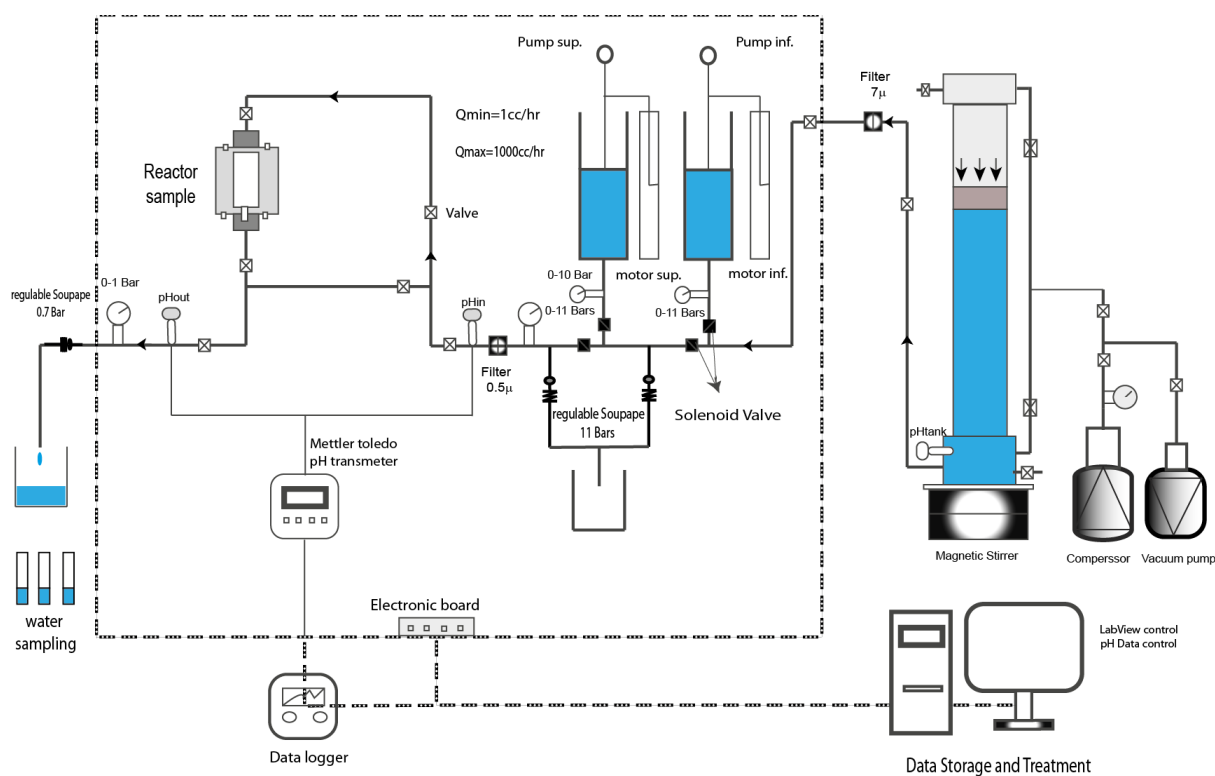 Pump sup.
Pump inf.
Filter
7μ
Qmin=1cc/hr
Qmax=1000cc/hr
Reactor
sample
Valve
0-10 Bar
motor sup.
motor inf.
0-1 Bar
regulable Soupape
0.7 Bar
pHout
pHin
0-11 Bars
0-11 Bars
Filter
0.5μ
regulable Soupape
11 Bars
Solenoid Valve
pHtank
Mettler toledo
pH transmeter
Magnetic Stirrer
Comperssor
Vacuum pump
water
sampling
Electronic board
LabView control
pH Data control
Data logger
Data Storage and Treatment